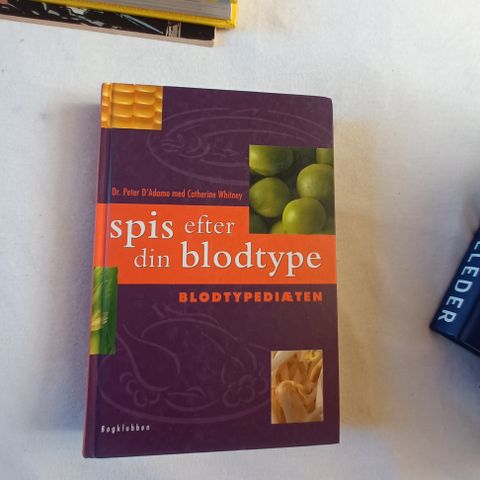 Dr. Peter D'Adamo med Catherine Whitney
spis efter
din blodtype
BLODTYPEDIÆTEN
Bogklubben
LEDER